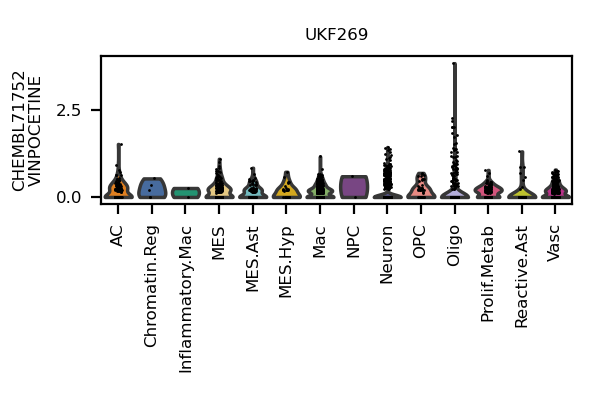 UKF269
CHEMBL71752
VINPOCETINE
2.5
0.0
AC
Chromatin.Reg
Inflammatory.Mac
MES
MES.Ast
MES.Hyp
Mac
NPC
Neuron
OPC
Oligo
Prolif.Metab
Reactive.Ast
Vasc